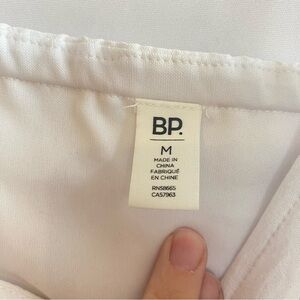 BP.
M
MADE IN
CHINA
FABRIQUÉ
EN CHINE
RN58665
CA57963